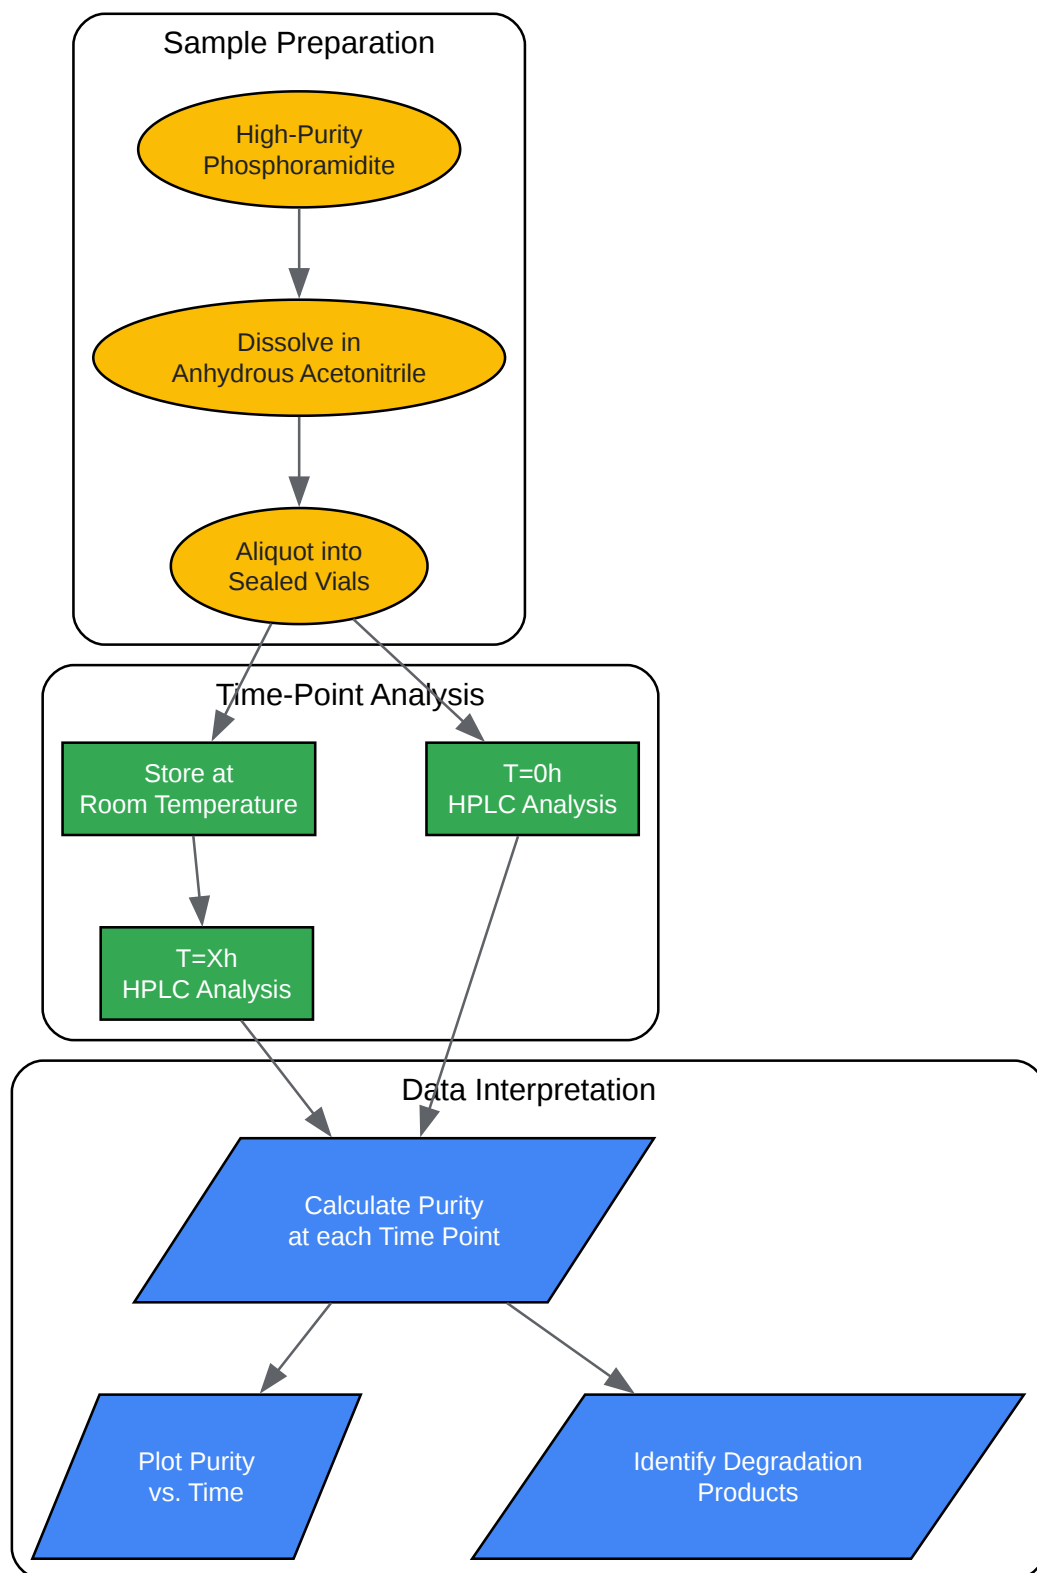 Sample Preparation
High-Purity
Phosphoramidite
Dissolve in
Anhydrous Acetonitrile
Aliquot into
Sealed Vials
Time-Point Analysis
Store at
Room Temperature
T=0h
HPLC Analysis
T=Xh
HPLC Analysis
Data Interpretation
Calculate Purity
at each Time Point
Plot Purity
vs. Time
Identify Degradation
Products